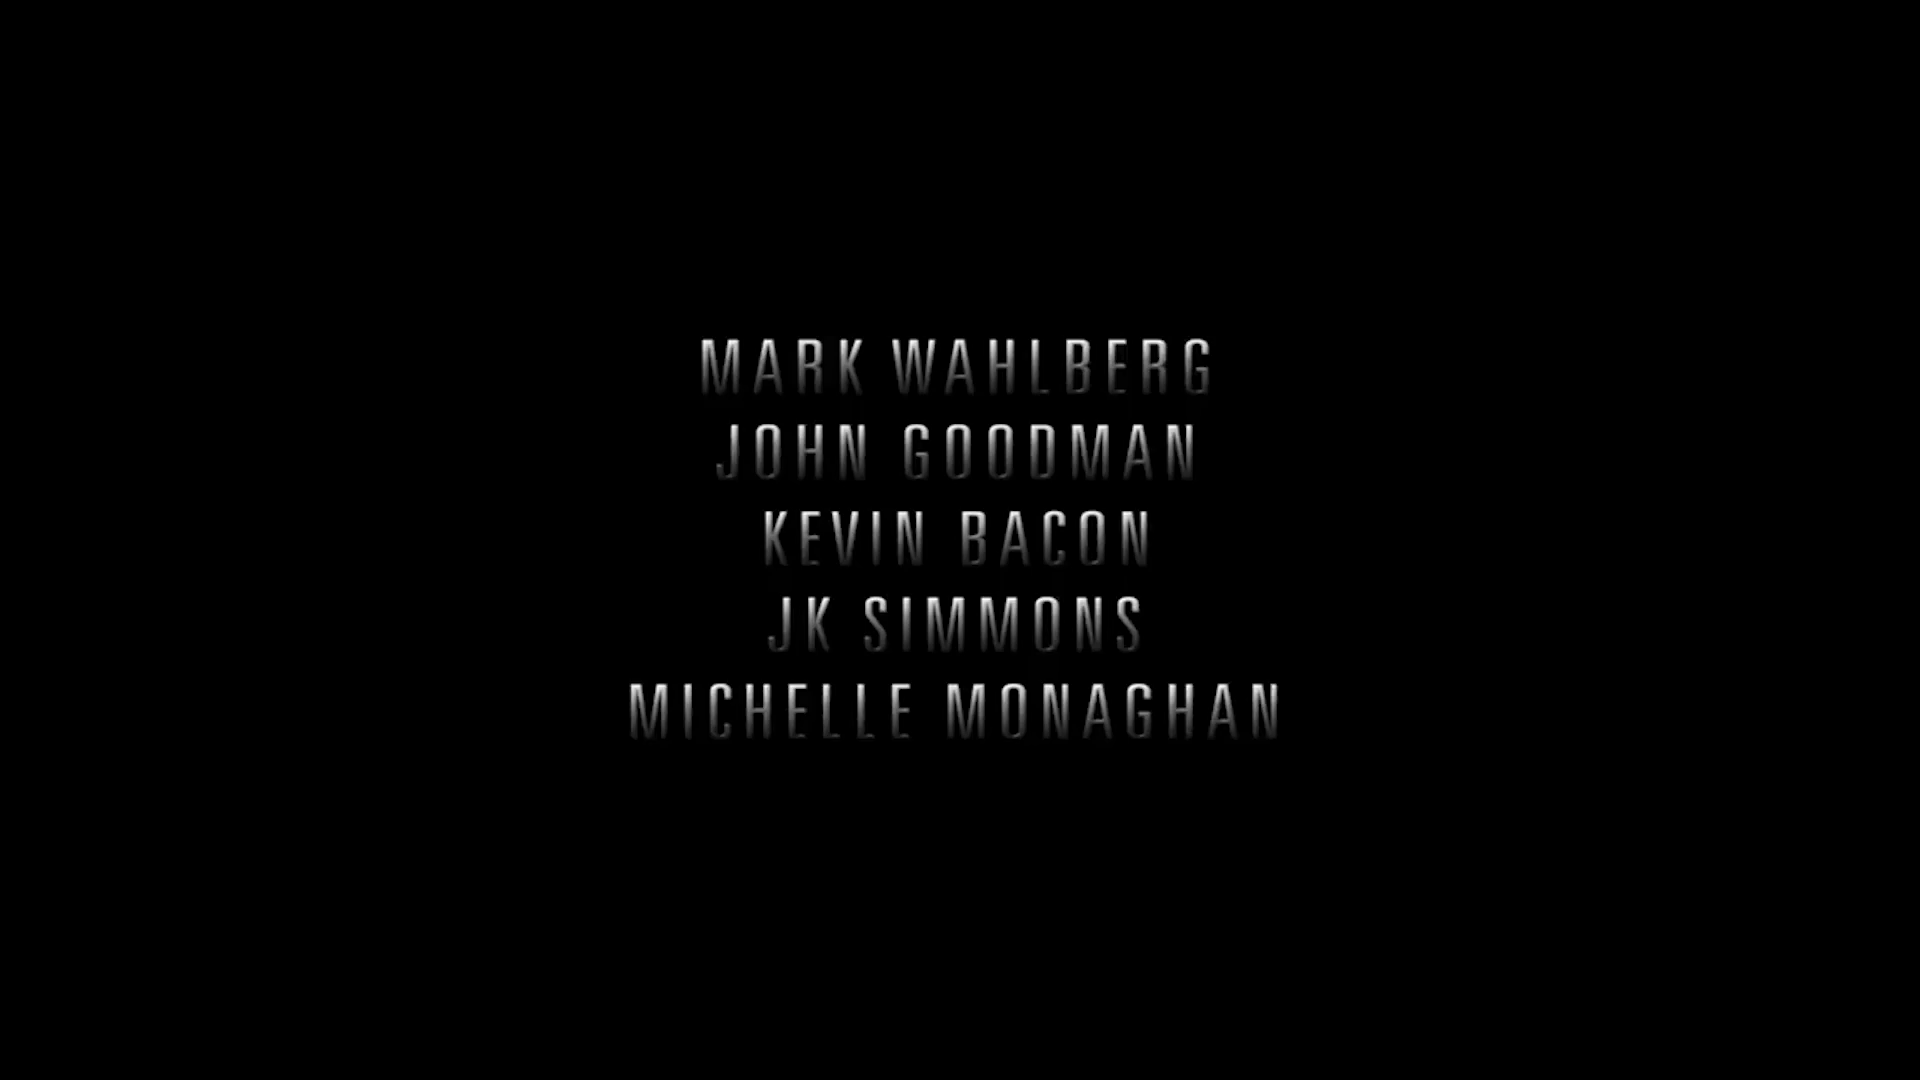 MARK WAHLBERG
JOHN GOODMAN
KEVIN BACON
JK SIMMONS
MICHELLE MONAGHAN